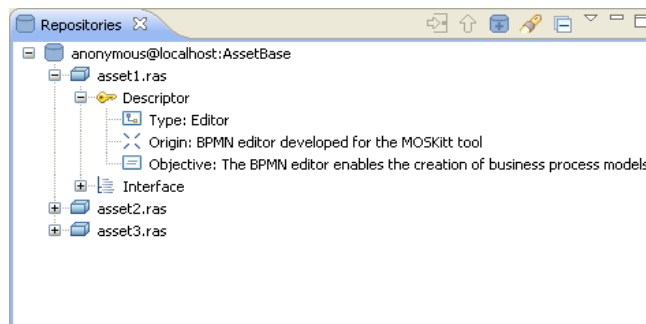 Repositories
anonymous@localhost:AssetBase
asset1.ras
Descriptor
Type: Editor
Origin: BPMN editor developed for the MOSKitt tool
Objective: The BPMN editor enables the creation of business process models
Interface
asset2.ras
asset3.ras